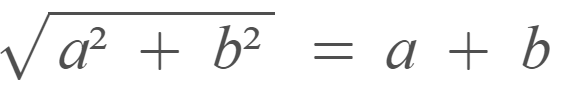 √(a² + b²) = a + b